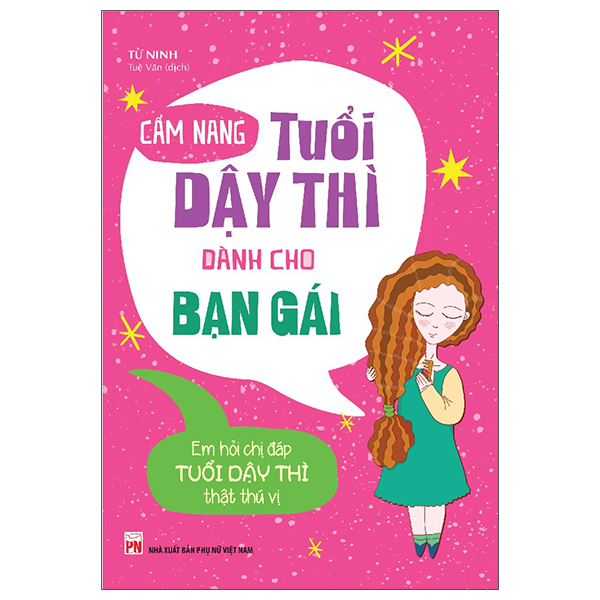 TỪ NINH
Tuệ Văn (dịch)
CẨM NANG
TUỔI
DẬY THÌ
DÀNH CHO
BẠN GÁI
Em hỏi chị đáp
TUỔI DẬY THÌ
thật thú vị
PN
NHÀ XUẤT BẢN PHỤ NỮ VIỆT NAM